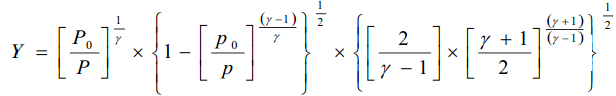 Y = [P₀/P]^(1/γ) × {1 − [p₀/p]^((γ−1)/γ)}^(1/2) × {[2/(γ − 1)] × [(γ + 1)/2]^((γ+1)/(γ−1))}^(1/2)